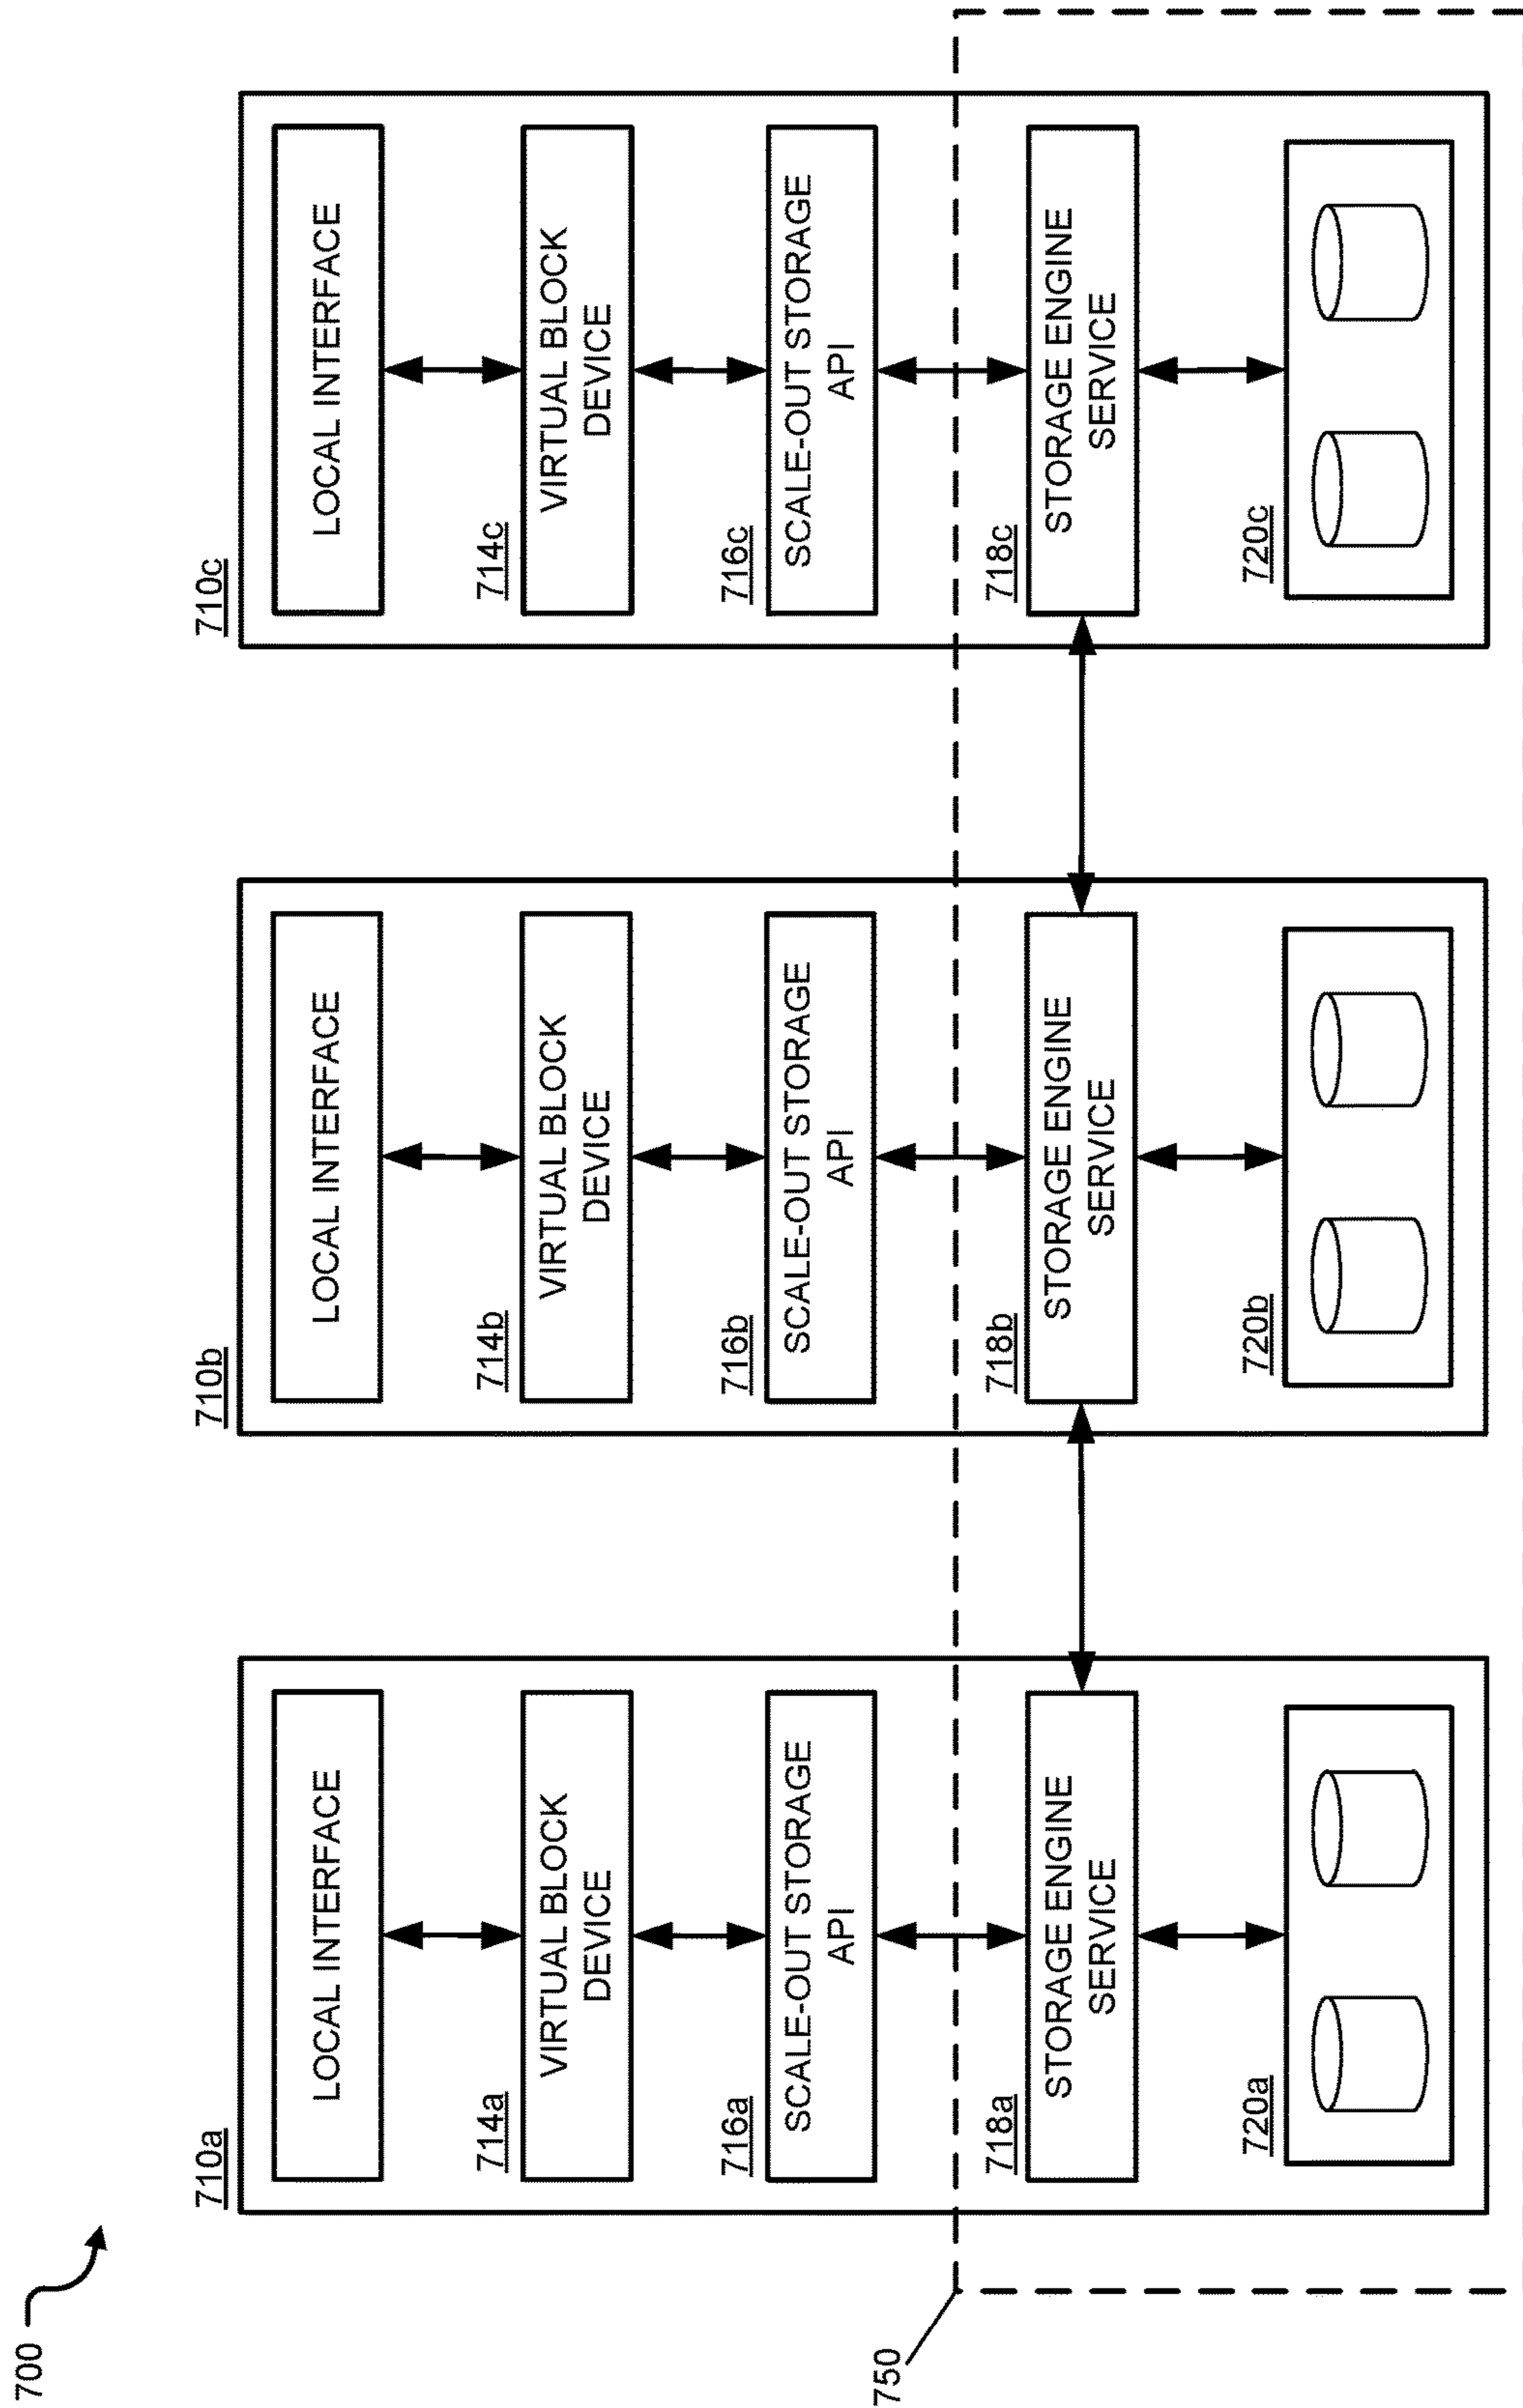 700
710a
LOCAL INTERFACE
714a
VIRTUAL BLOCK
DEVICE
716a
SCALE-OUT STORAGE
API
718a
STORAGE ENGINE
SERVICE
720a
710b
LOCAL INTERFACE
714b
VIRTUAL BLOCK
DEVICE
716b
SCALE-OUT STORAGE
API
718b
STORAGE ENGINE
SERVICE
720b
710c
LOCAL INTERFACE
714c
VIRTUAL BLOCK
DEVICE
716c
SCALE-OUT STORAGE
API
718c
STORAGE ENGINE
SERVICE
720c
750